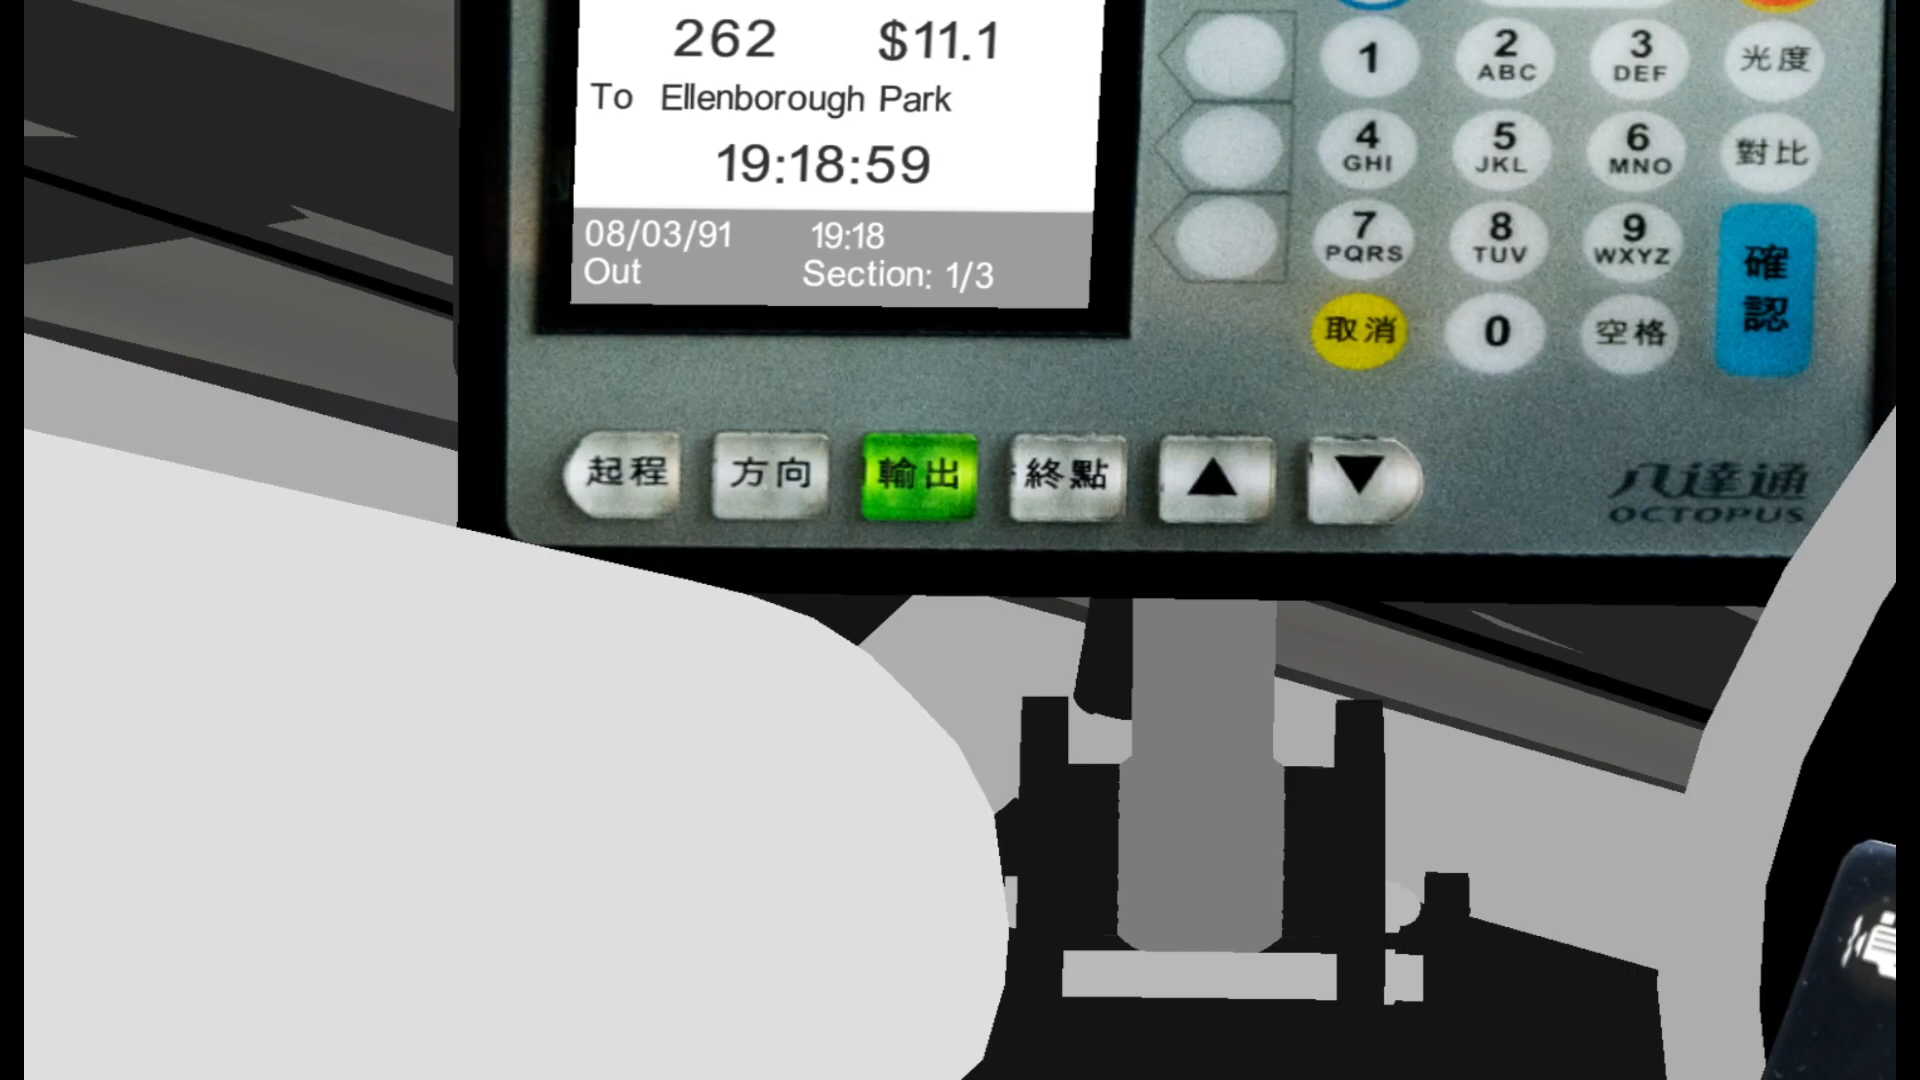 262 $11.1
To Ellenborough Park
19:18:59
08/03/91 19:18
Out Section: 1/3
1
2 ABC
3 DEF
光度
4 GHI
5 JKL
6 MNO
對比
7 PQRS
8 TUV
9 WXYZ
確認
取消
0
空格
起程
方向
輸出
終點
八達通
OCTOPUS